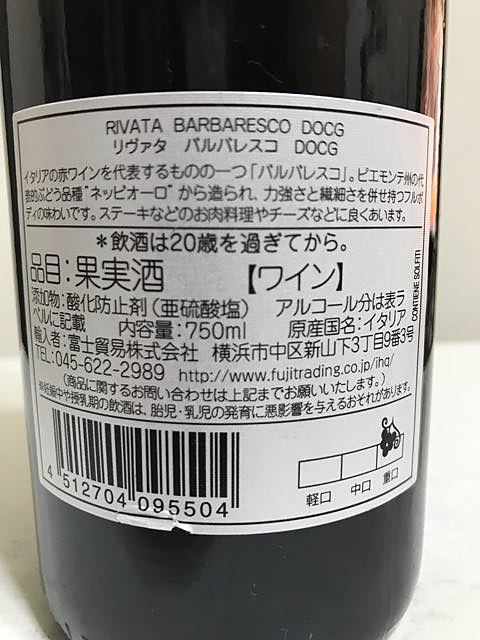 RIVATA BARBARESCO DOCG
リヴァタ バルバレスコ DOCG
イタリアの赤ワインを代表するものの一つ「バルバレスコ」。ピエモンテ州の代
表的ぶどう品種"ネッビオーロ"から造られ、力強さと繊細さを併せ持つフルボ
ディの味わいです。ステーキなどのお肉料理やチーズなどに良くあいます。
*飲酒は20歳を過ぎてから。
品目:果実酒 【ワイン】
添加物:酸化防止剤(亜硫酸塩) アルコール分は表ラ
ベルに記載 内容量:750ml 原産国名:イタリア
輸入者:富士貿易株式会社 横浜市中区新山下3丁目9番3号
TEL:045-622-2989 http://www.fujitrading.co.jp/ihq/
(商品に関するお問い合わせは上記までお願いいたします。)
※妊娠中や授乳期の飲酒は、胎児・乳児の発育に悪影響を与えるおそれがあります。
CONTIENE SOLFITI
4 512704 095504
軽口 中口 重口